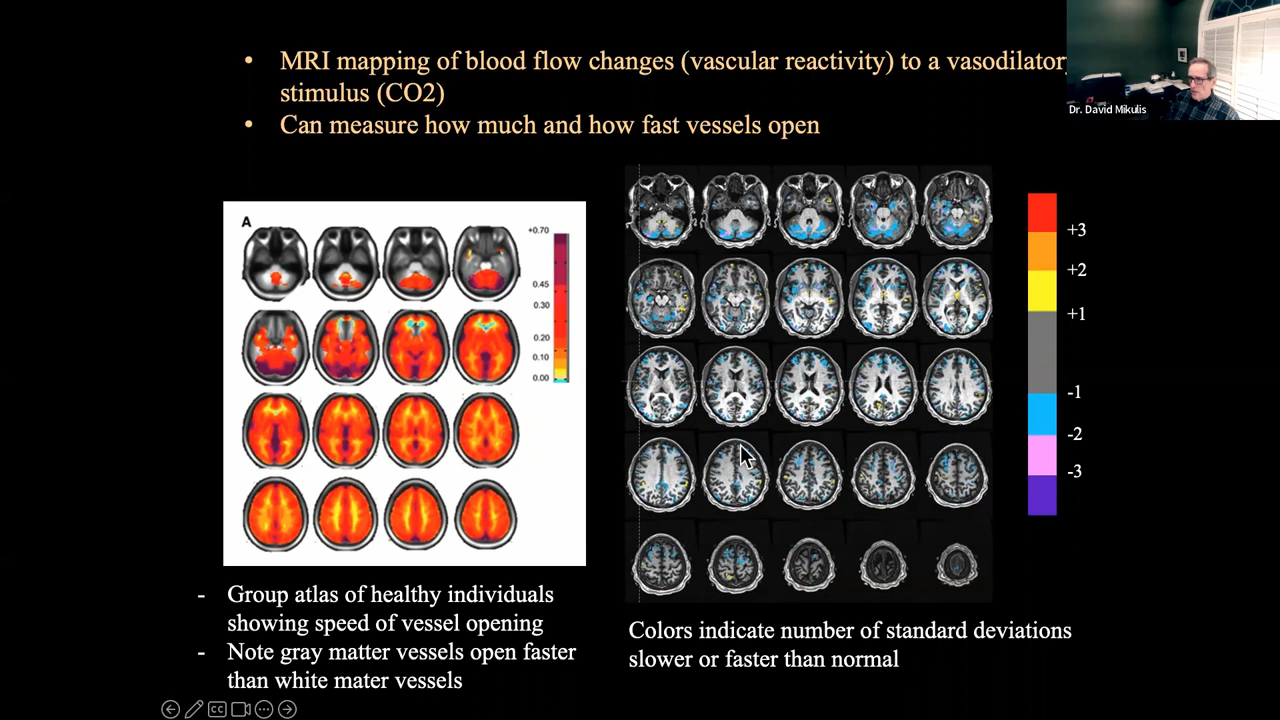 • MRI mapping of blood flow changes (vascular reactivity) to a vasodilator
stimulus (CO2)
• Can measure how much and how fast vessels open
Dr. David Mikulis
A
+0.70
0.45
0.30
0.20
0.10
0.00
+3
+2
+1
-1
-2
-3
- Group atlas of healthy individuals
showing speed of vessel opening
- Note gray matter vessels open faster
than white mater vessels
Colors indicate number of standard deviations
slower or faster than normal
CC